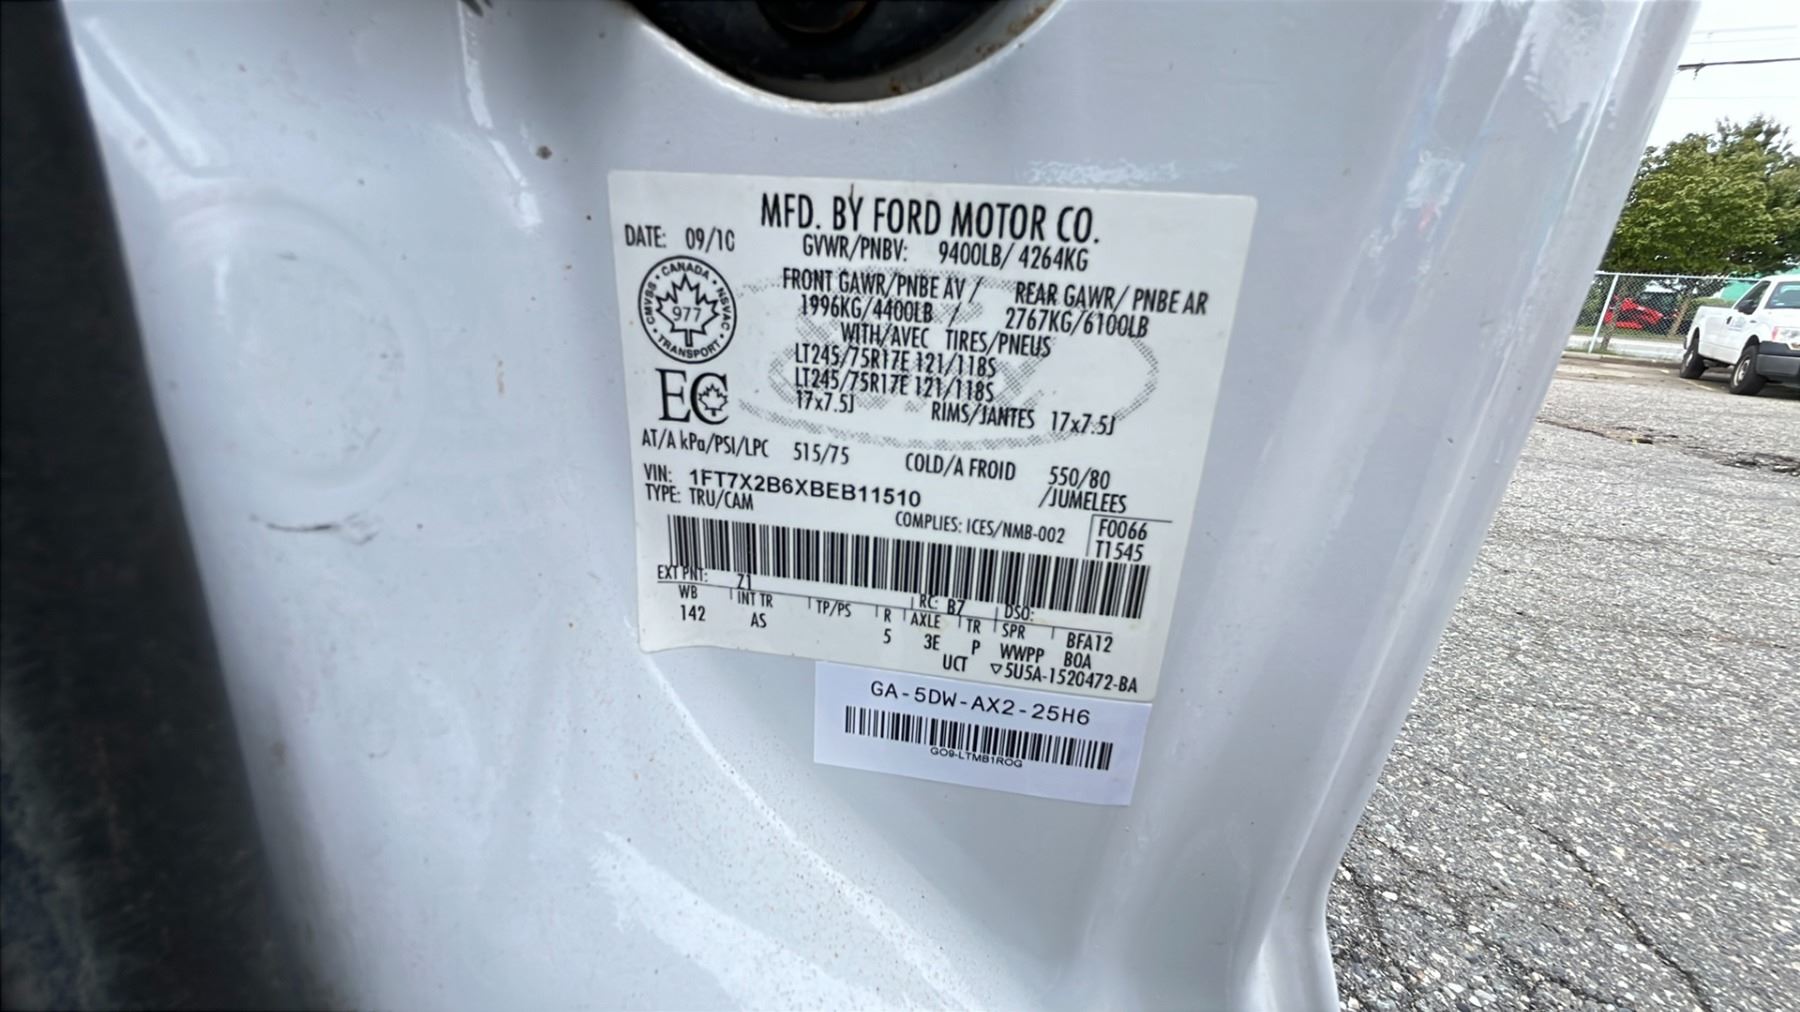 MFD. BY FORD MOTOR CO.
DATE: 09/10
GVWR/PNBV: 9400LB/ 4264KG
FRONT GAWR/PNBE AV / REAR GAWR/ PNBE AR
1996KG/4400LB / 2767KG/6100LB
WITH/AVEC TIRES/PNEUS
LT245/75R17E 121/118S
LT245/75R17E 121/118S
17x7.5J RIMS/JANTES 17x7.5J
CANADA
CMVSS NSVAC
977
TRANSPORT
EC
AT/A kPa/PSI/LPC 515/75 COLD/A FROID 550/80
VIN: 1FT7X2B6XBEB11510 /JUMELEES
TYPE: TRU/CAM
COMPLIES: ICES/NMB-002
F0066
T1545
EXT PNT: Z1 RC: B7 DSO:
WB INT TR TP/PS R AXLE TR SPR BFA12
142 AS 5 3E P WWPP B0A
UCT ▽5U5A-1520472-BA
GA-5DW-AX2-25H6
GO9-LTMB1ROG